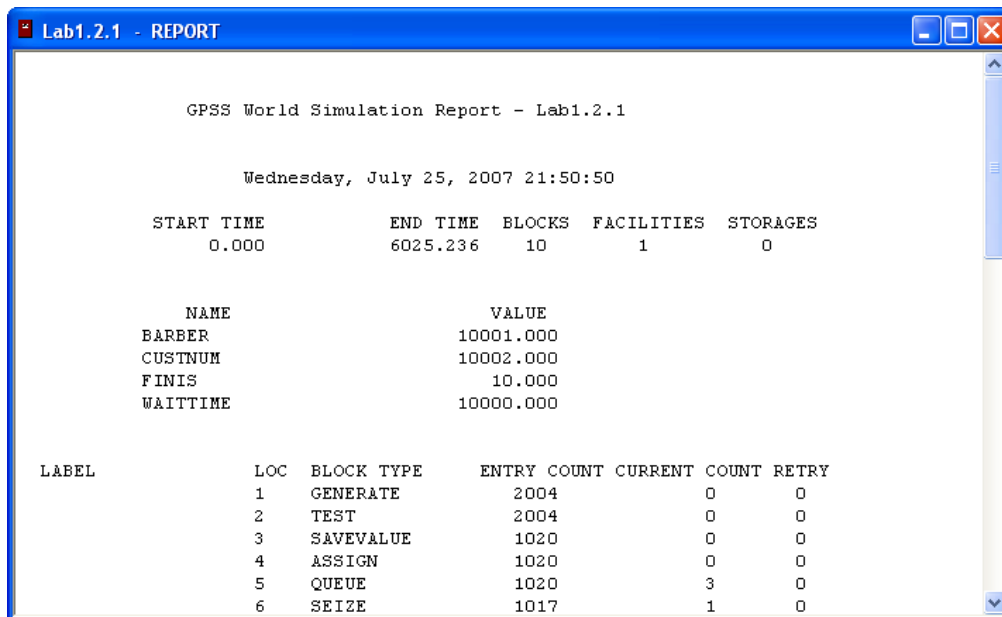 Lab1.2.1 - REPORT
GPSS World Simulation Report - Lab1.2.1
Wednesday, July 25, 2007 21:50:50
START TIME END TIME BLOCKS FACILITIES STORAGES
0.000 6025.236 10 1 0
NAME VALUE
BARBER 10001.000
CUSTNUM 10002.000
FINIS 10.000
WAITTIME 10000.000
LABEL LOC BLOCK TYPE ENTRY COUNT CURRENT COUNT RETRY
1 GENERATE 2004 0 0
2 TEST 2004 0 0
3 SAVEVALUE 1020 0 0
4 ASSIGN 1020 0 0
5 QUEUE 1020 3 0
6 SEIZE 1017 1 0